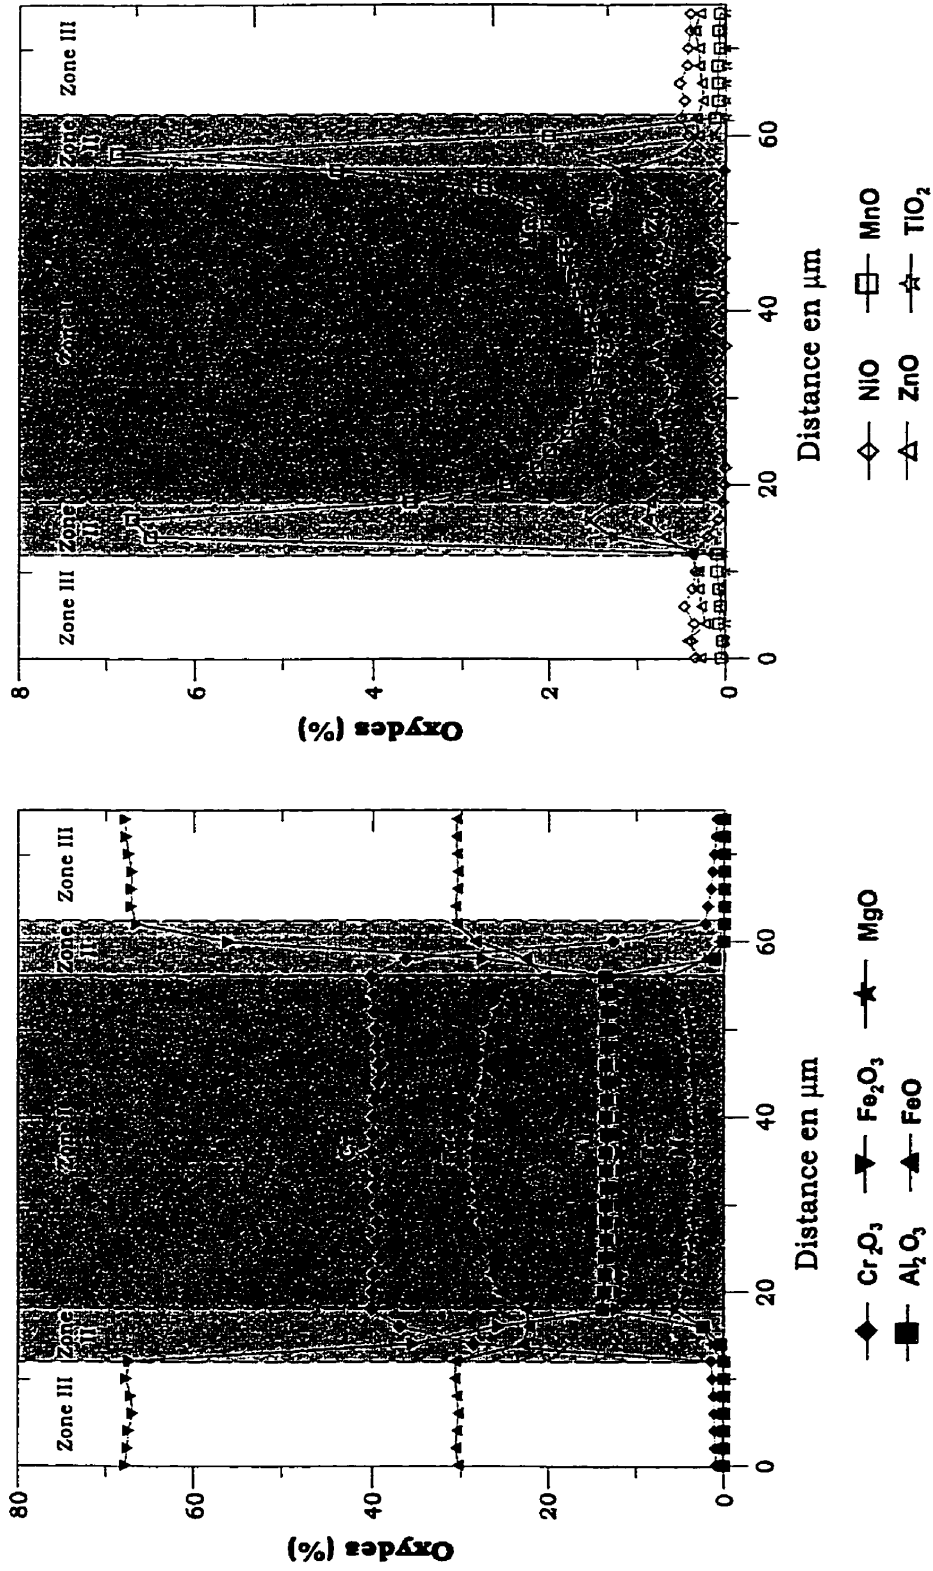 80
60
40
20
0
Oxydes (%)
Zone III
Zone II
Zone I
Zone II
Zone III
0
20
40
60
Distance en µm
Cr₂O₃
Fe₂O₃
MgO
Al₂O₃
FeO
8
6
4
2
0
Oxydes (%)
Zone III
Zone II
Zone I
Zone II
Zone III
0
20
40
60
Distance en µm
NiO
MnO
ZnO
TiO₂